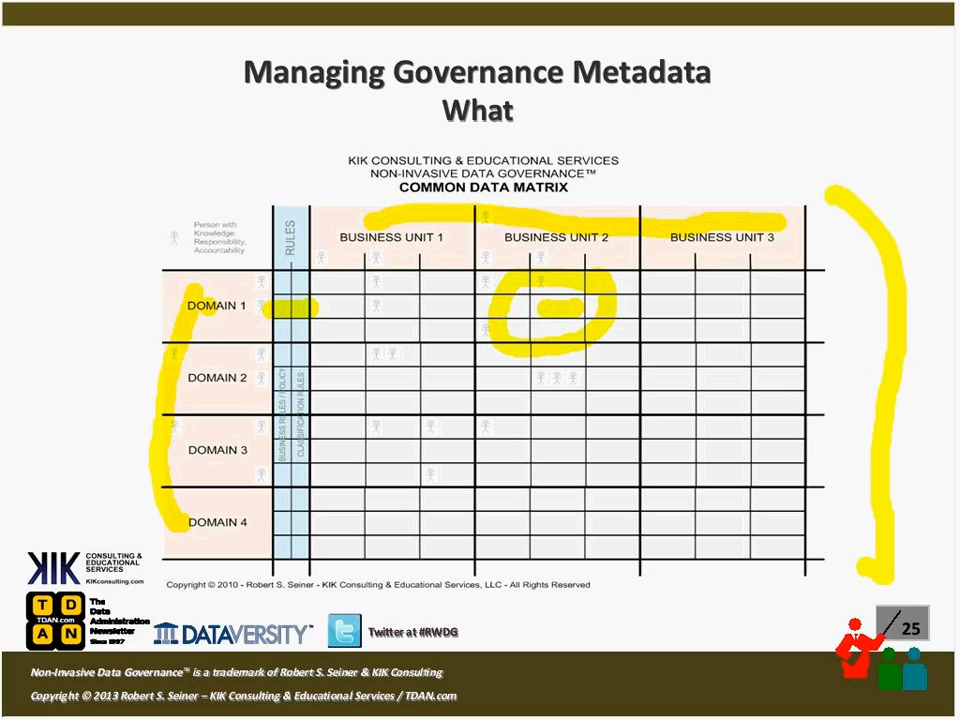 Managing Governance Metadata
What
KIK CONSULTING & EDUCATIONAL SERVICES
NON-INVASIVE DATA GOVERNANCE™
COMMON DATA MATRIX
Person with
Knowledge,
Responsibility,
Accountability
RULES
BUSINESS UNIT 1
BUSINESS UNIT 2
BUSINESS UNIT 3
DOMAIN 1
DOMAIN 2
DOMAIN 3
DOMAIN 4
BUSINESS RULES / POLICY
CLASSIFICATION RULES
Copyright © 2010 - Robert S. Seiner - KIK Consulting & Educational Services, LLC - All Rights Reserved
KIK
CONSULTING &
EDUCATIONAL
SERVICES
KIKconsulting.com
T D
TDAN.com
A N
The
Data
Administration
Newsletter
Since 1997
DATAVERSITY™
Twitter at #RWDG
25
Non-Invasive Data Governance™ is a trademark of Robert S. Seiner & KIK Consulting
Copyright © 2013 Robert S. Seiner – KIK Consulting & Educational Services / TDAN.com